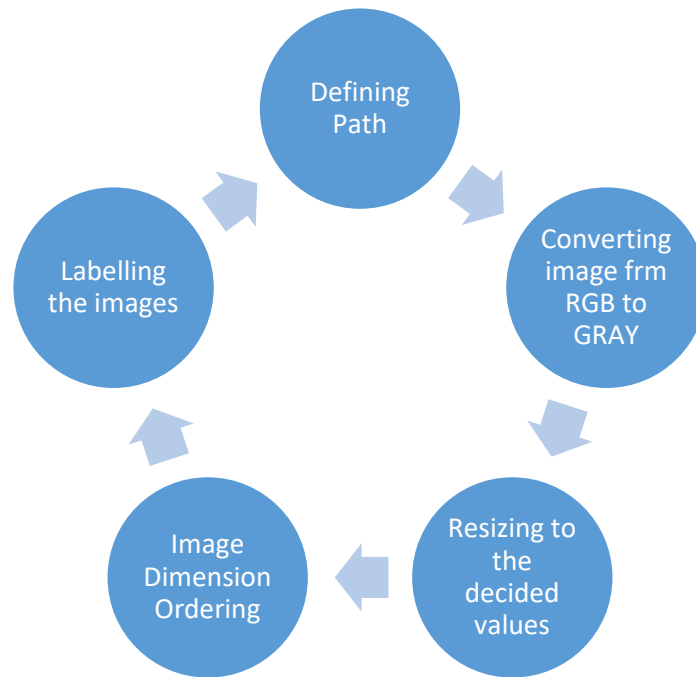 Defining
Path
Converting
image frm
RGB to
GRAY
Resizing to
the
decided
values
Image
Dimension
Ordering
Labelling
the images